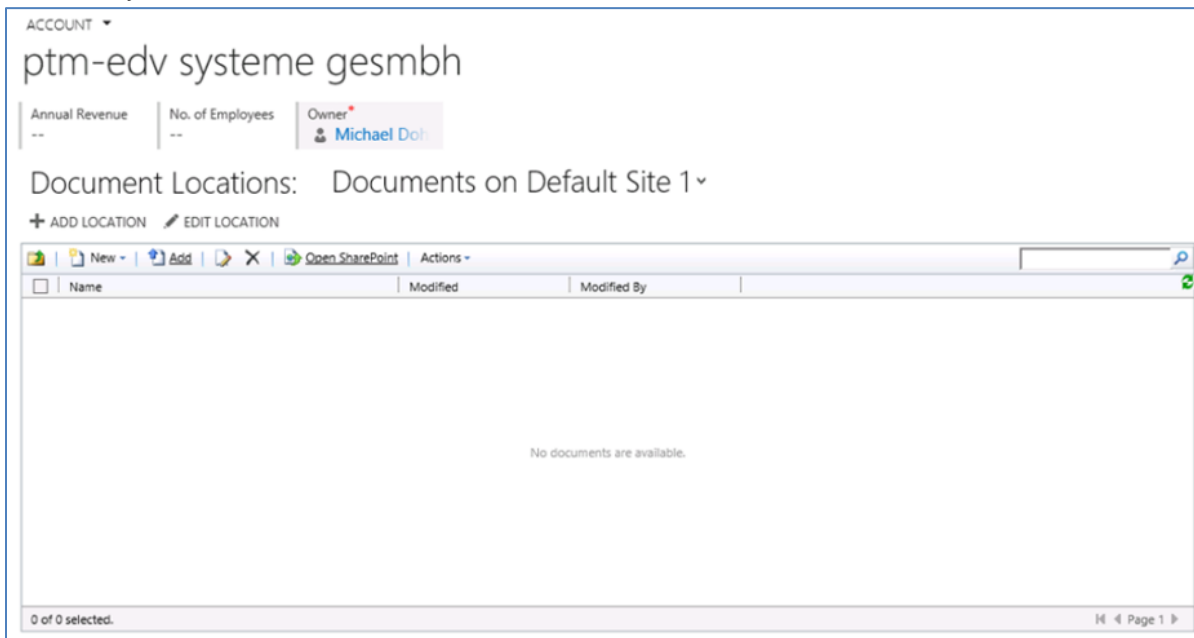 ACCOUNT
ptm-edv systeme gesmbh
Annual Revenue No. of Employees Owner*
-- -- Michael Doh
Document Locations: Documents on Default Site 1
+ ADD LOCATION EDIT LOCATION
New Add Open SharePoint Actions
Name Modified Modified By
No documents are available.
0 of 0 selected. Page 1